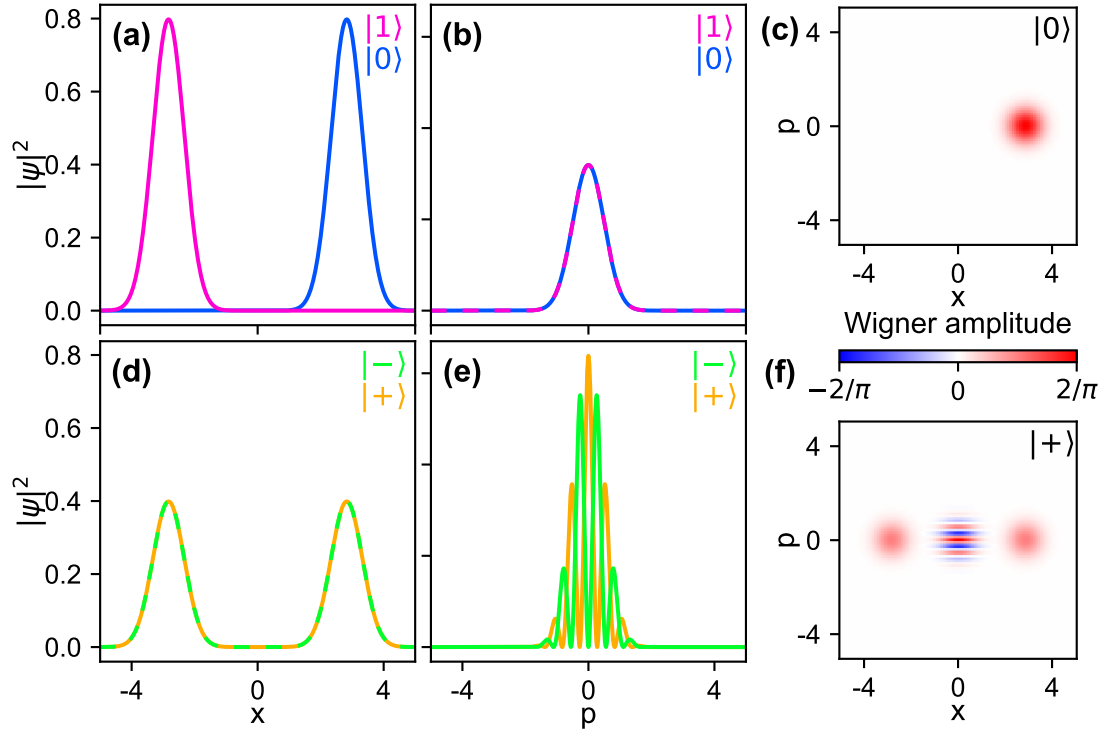 (a)
|1⟩
|0⟩
|ψ|²
0.8
0.6
0.4
0.2
0.0
(b)
|1⟩
|0⟩
(c)
|0⟩
p
4
0
-4
-4 0 4
x
(d)
|−⟩
|+⟩
|ψ|²
0.8
0.6
0.4
0.2
0.0
-4 0 4
x
(e)
|−⟩
|+⟩
-4 0 4
p
Wigner amplitude
−2/π 0 2/π
(f)
|+⟩
p
4
0
-4
-4 0 4
x